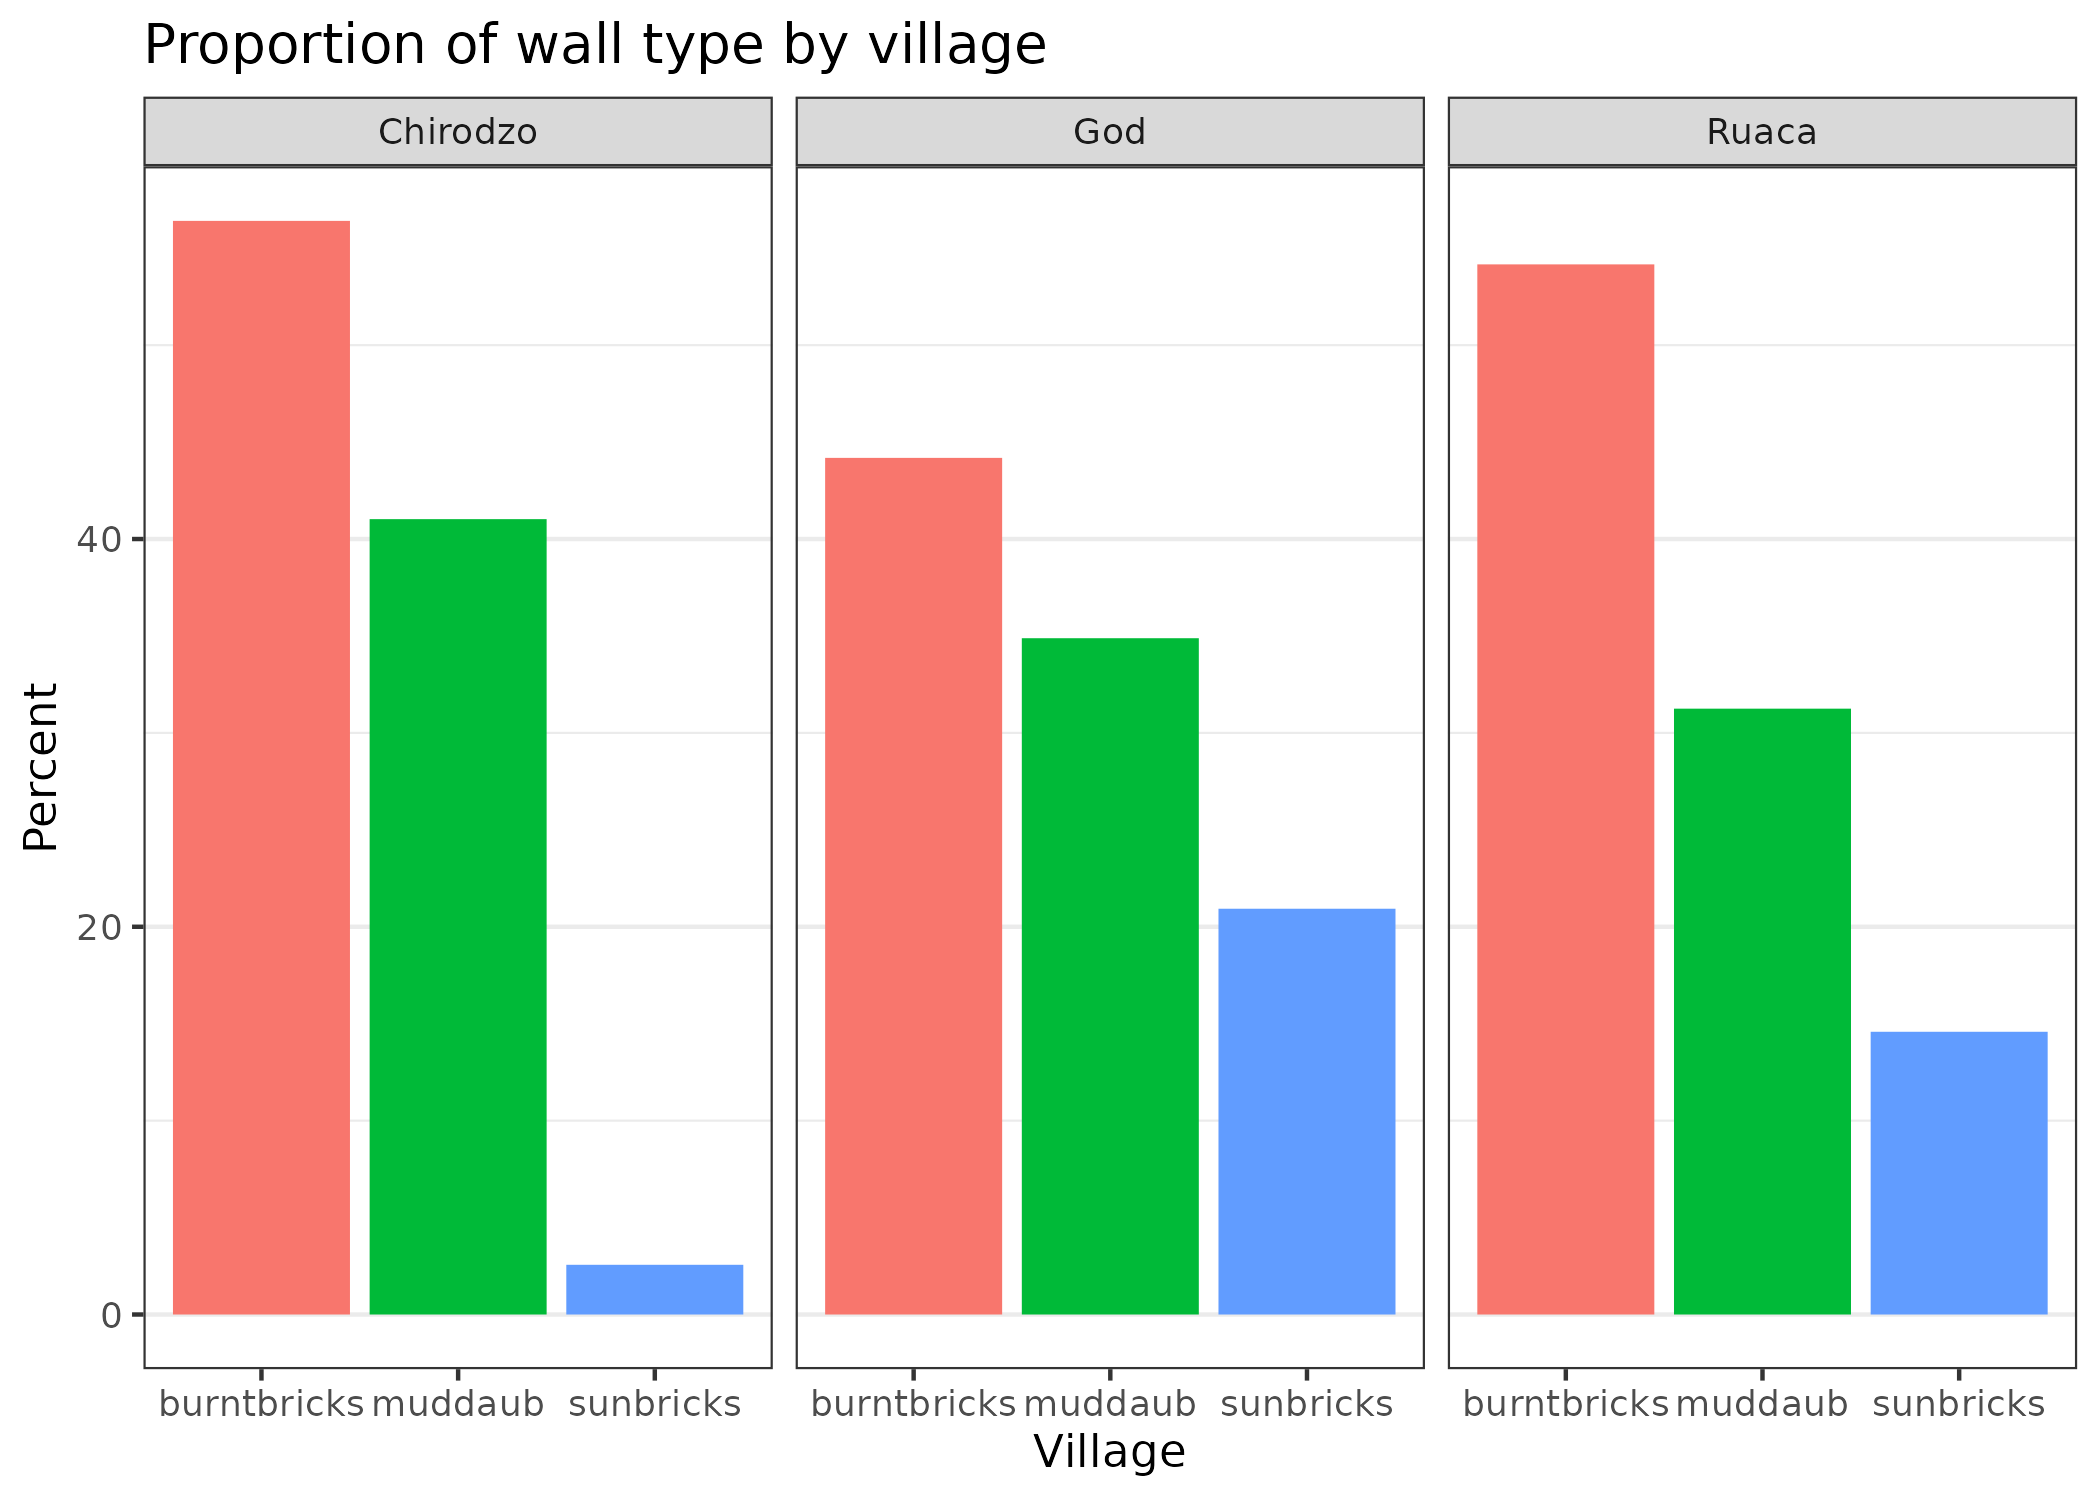 Proportion of wall type by village
Chirodzo God Ruaca
Percent
40
20
0
burntbricks muddaub sunbricks burntbricks muddaub sunbricks burntbricks muddaub sunbricks
Village